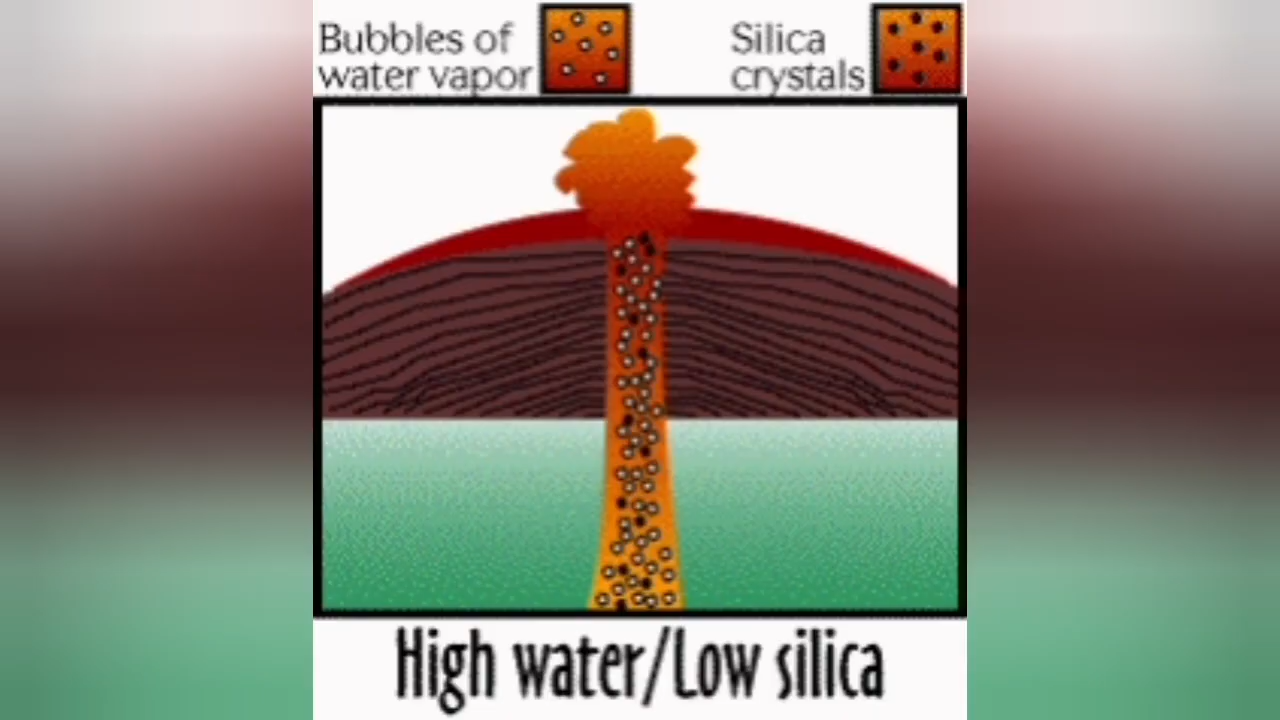 Bubbles of
water vapor
Silica
crystals
High water/Low silica